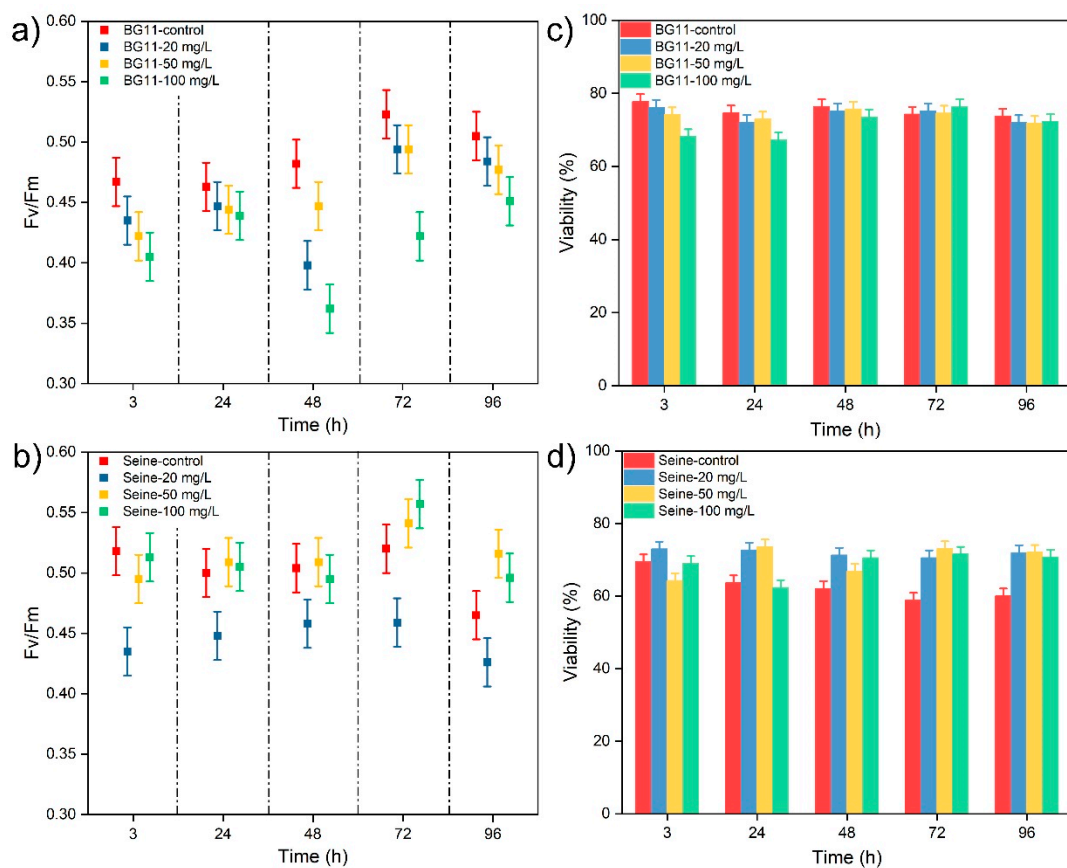 a)
BG11-control
BG11-20 mg/L
BG11-50 mg/L
BG11-100 mg/L
0.60
0.55
0.50
0.45
0.40
0.35
0.30
Fv/Fm
3 24 48 72 96
Time (h)
c)
BG11-control
BG11-20 mg/L
BG11-50 mg/L
BG11-100 mg/L
100
80
60
40
20
0
Viability (%)
3 24 48 72 96
Time (h)
b)
Seine-control
Seine-20 mg/L
Seine-50 mg/L
Seine-100 mg/L
0.60
0.55
0.50
0.45
0.40
0.35
0.30
Fv/Fm
3 24 48 72 96
Time (h)
d)
Seine-control
Seine-20 mg/L
Seine-50 mg/L
Seine-100 mg/L
100
80
60
40
20
0
Viability (%)
3 24 48 72 96
Time (h)